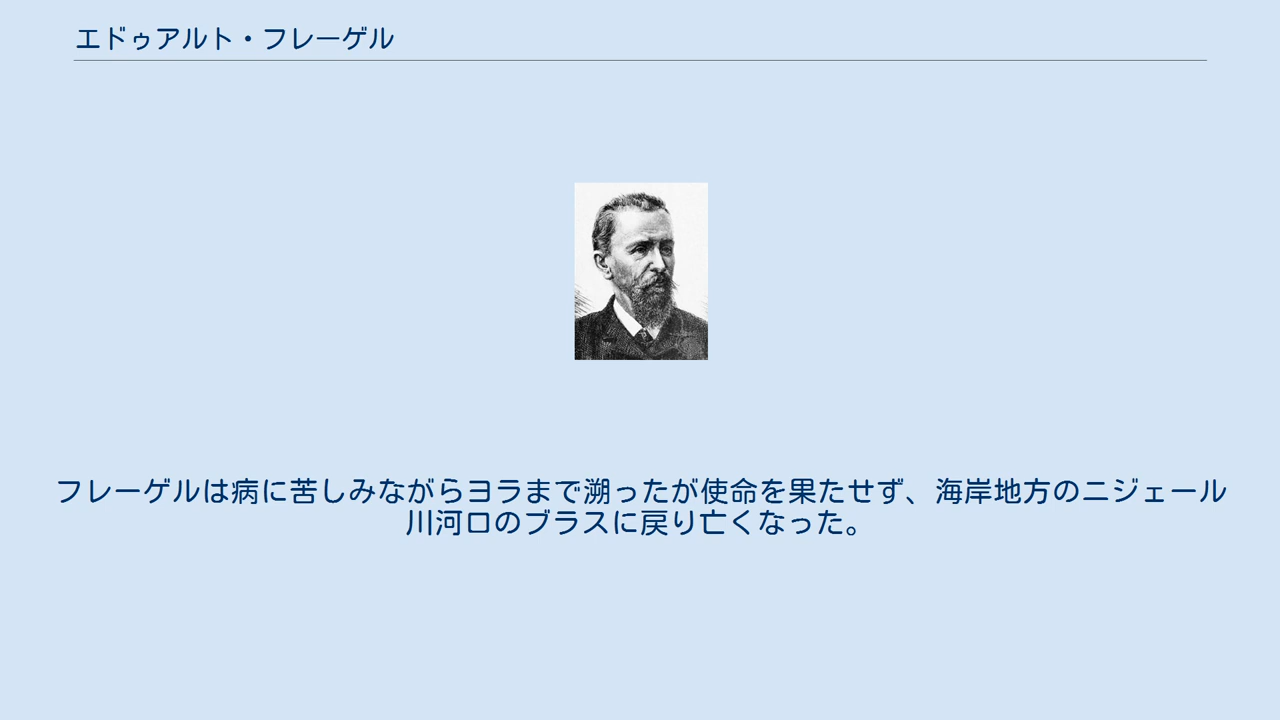 エドゥアルト・フレーゲル
フレーゲルは病に苦しみながらヨラまで溯ったが使命を果たせず、海岸地方のニジェール
川河口のブラスに戻り亡くなった。